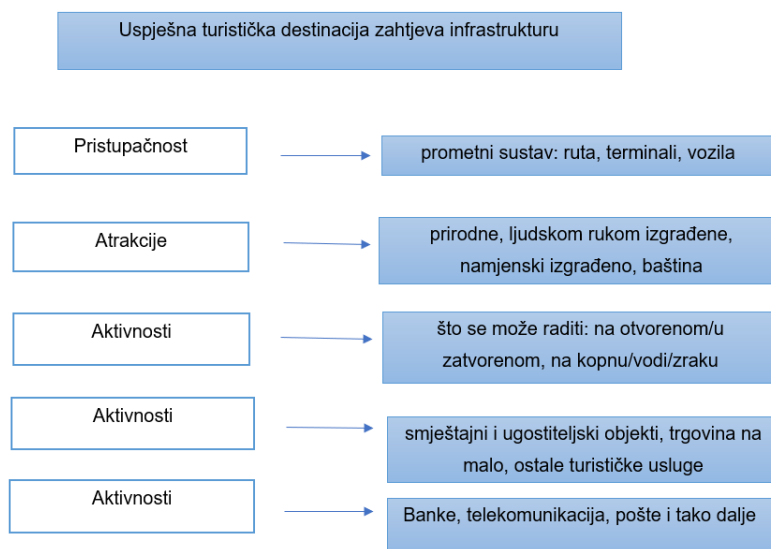 Uspješna turistička destinacija zahtjeva infrastrukturu
Pristupačnost
prometni sustav: ruta, terminali, vozila
Atrakcije
prirodne, ljudskom rukom izgrađene,
namjenski izgrađeno, baština
Aktivnosti
što se može raditi: na otvorenom/u
zatvorenom, na kopnu/vodi/zraku
Aktivnosti
smještajni i ugostiteljski objekti, trgovina na
malo, ostale turističke usluge
Aktivnosti
Banke, telekomunikacija, pošte i tako dalje